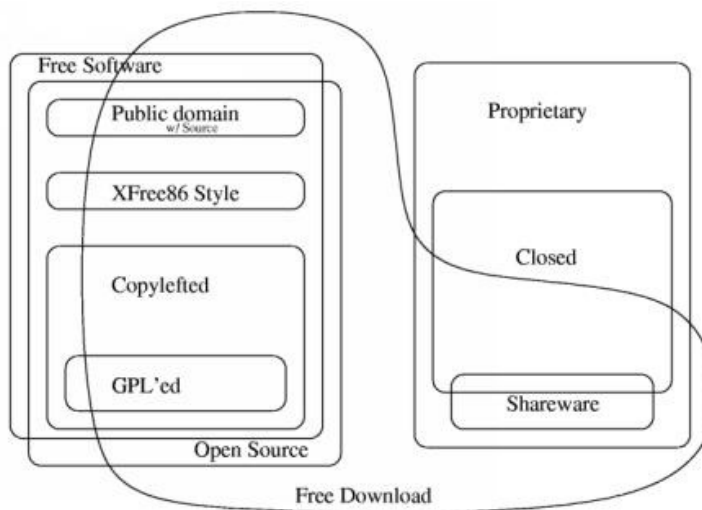 Free Software
Public domain
w/ Source
XFree86 Style
Copylefted
GPL'ed
Open Source
Proprietary
Closed
Shareware
Free Download